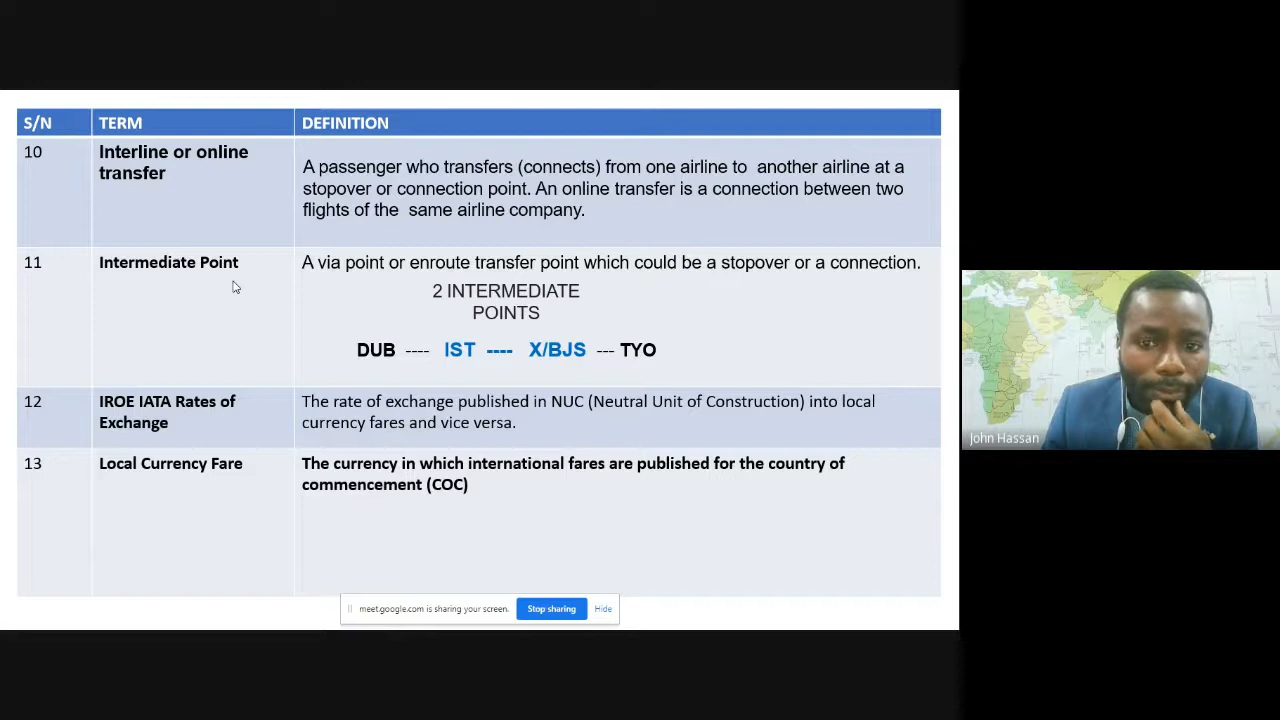 S/N TERM DEFINITION
10 Interline or online transfer
A passenger who transfers (connects) from one airline to another airline at a
stopover or connection point. An online transfer is a connection between two
flights of the same airline company.
11 Intermediate Point
A via point or enroute transfer point which could be a stopover or a connection.
2 INTERMEDIATE
POINTS
DUB ---- IST ---- X/BJS --- TYO
12 IROE IATA Rates of Exchange
The rate of exchange published in NUC (Neutral Unit of Construction) into local
currency fares and vice versa.
13 Local Currency Fare
The currency in which international fares are published for the country of
commencement (COC)
meet.google.com is sharing your screen. Stop sharing Hide
John Hassan